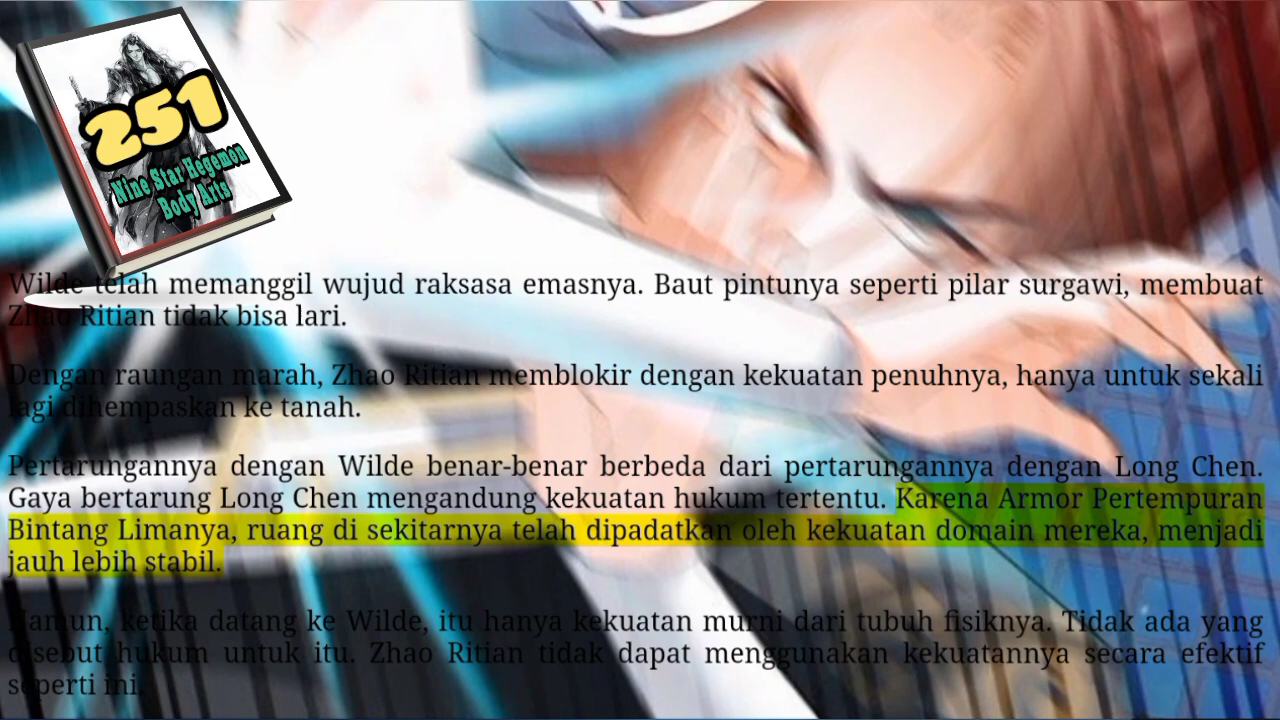 251
Nine Star Hegemon
Body Arts
Wilde telah memanggil wujud raksasa emasnya. Baut pintunya seperti pilar surgawi, membuat
Zhao Ritian tidak bisa lari.
Dengan raungan marah, Zhao Ritian memblokir dengan kekuatan penuhnya, hanya untuk sekali
lagi dihempaskan ke tanah.
Pertarungannya dengan Wilde benar-benar berbeda dari pertarungannya dengan Long Chen.
Gaya bertarung Long Chen mengandung kekuatan hukum tertentu. Karena Armor Pertempuran
Bintang Limanya, ruang di sekitarnya telah dipadatkan oleh kekuatan domain mereka, menjadi
jauh lebih stabil.
Namun, ketika datang ke Wilde, itu hanya kekuatan murni dari tubuh fisiknya. Tidak ada yang
disebut hukum untuk itu. Zhao Ritian tidak dapat menggunakan kekuatannya secara efektif
seperti ini.